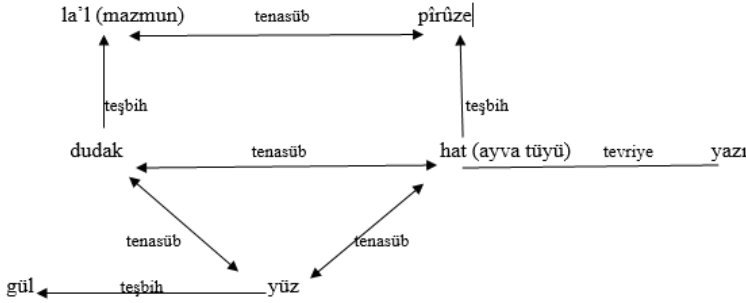 la’l (mazmun) tenasüb pîrûze
teşbih teşbih
dudak tenasüb hat (ayva tüyü) tevriye yazı
tenasüb tenasüb
gül teşbih yüz